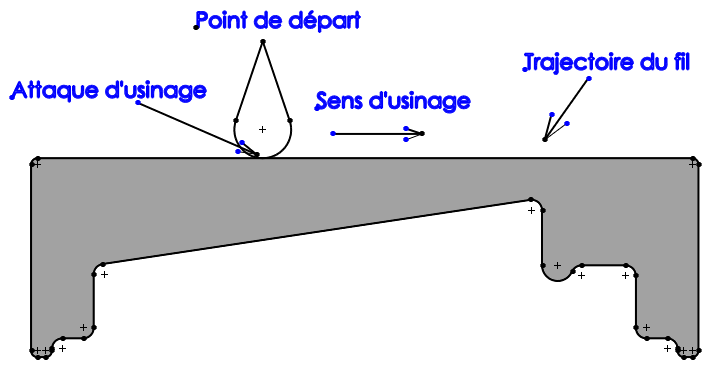 Point de départ
Attaque d'usinage
Sens d'usinage
Trajectoire du fil